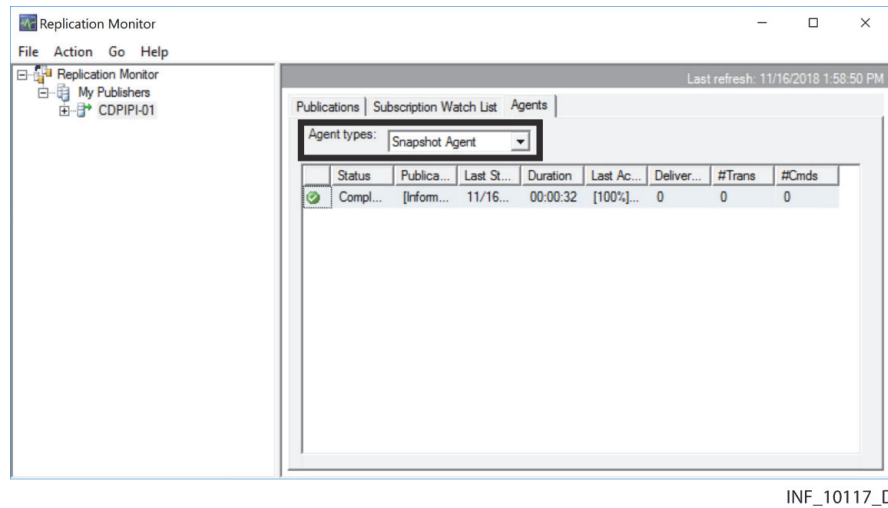 Replication Monitor
File Action Go Help
Replication Monitor
My Publishers
CDPIPI-01
Last refresh: 11/16/2018 1:58:50 PM
Publications Subscription Watch List Agents
Agent types: Snapshot Agent
Status Publica... Last St... Duration Last Ac... Deliver... #Trans #Cmds
Compl... [Inform... 11/16... 00:00:32 [100%]... 0 0 0
INF_10117_D